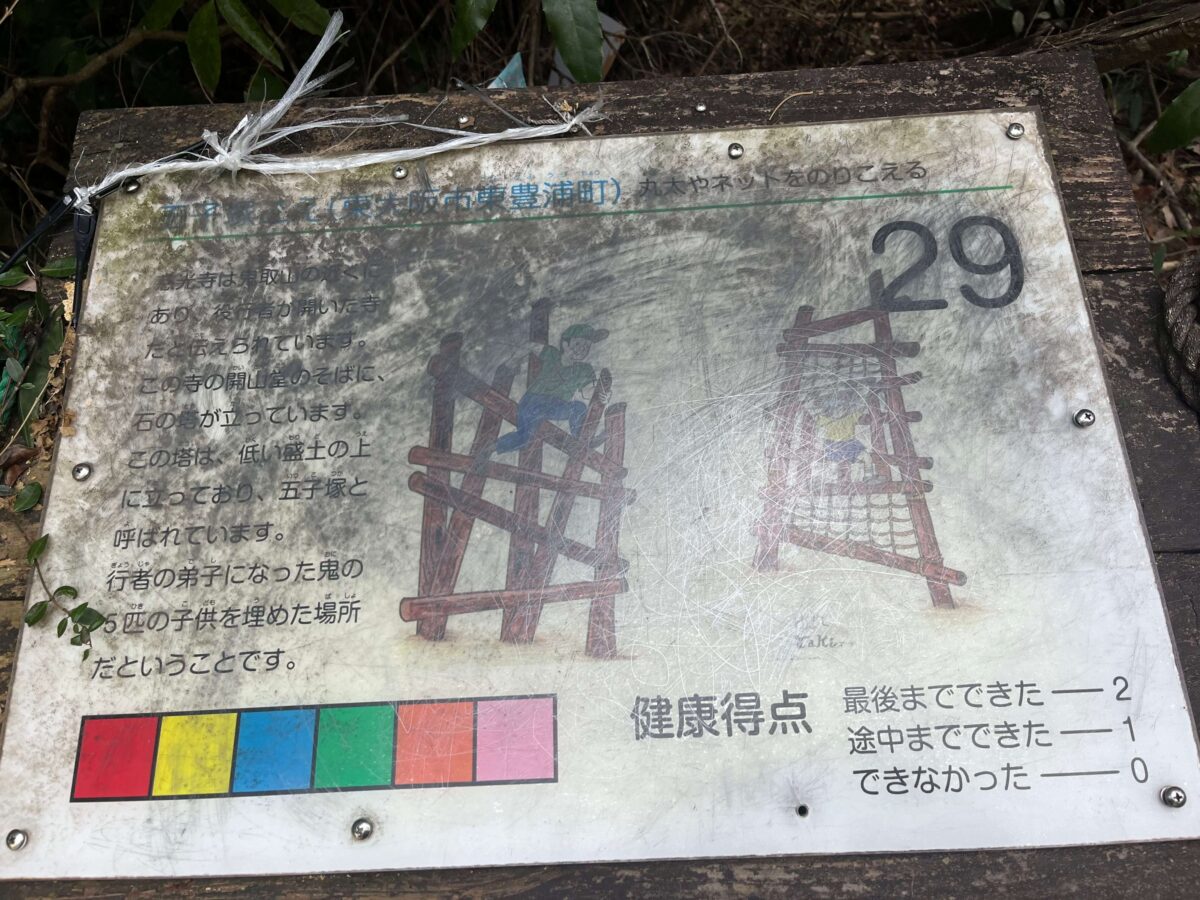 (東大阪市東豊浦町) 丸太やネットをのりこえる
29
光寺は鬼取山の近くに
あり、役行者が開いた寺
だと伝えられています。
この寺の開山堂のそばに、
石の塔が立っています。
この塔は、低い盛土の上
に立っており、五子塚と
呼ばれています。
行者の弟子になった鬼の
5匹の子供を埋めた場所
だということです。
健康得点
最後までできた ── 2
途中までできた ── 1
できなかった ── 0